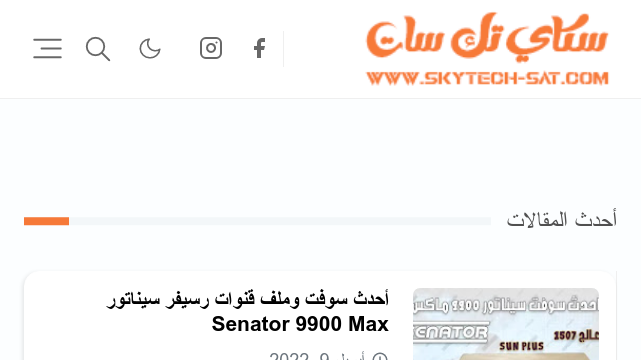 سكاي تك سات
WWW.SKYTECH-SAT.COM
أحدث المقالات
أحدث سوفت وملف قنوات رسيفر سيناتور
Senator 9900 Max
2022 ,9
أحدث سوفت سيناتور 9900 ماكس
SENATOR
معالج 2507
SUN PLUS